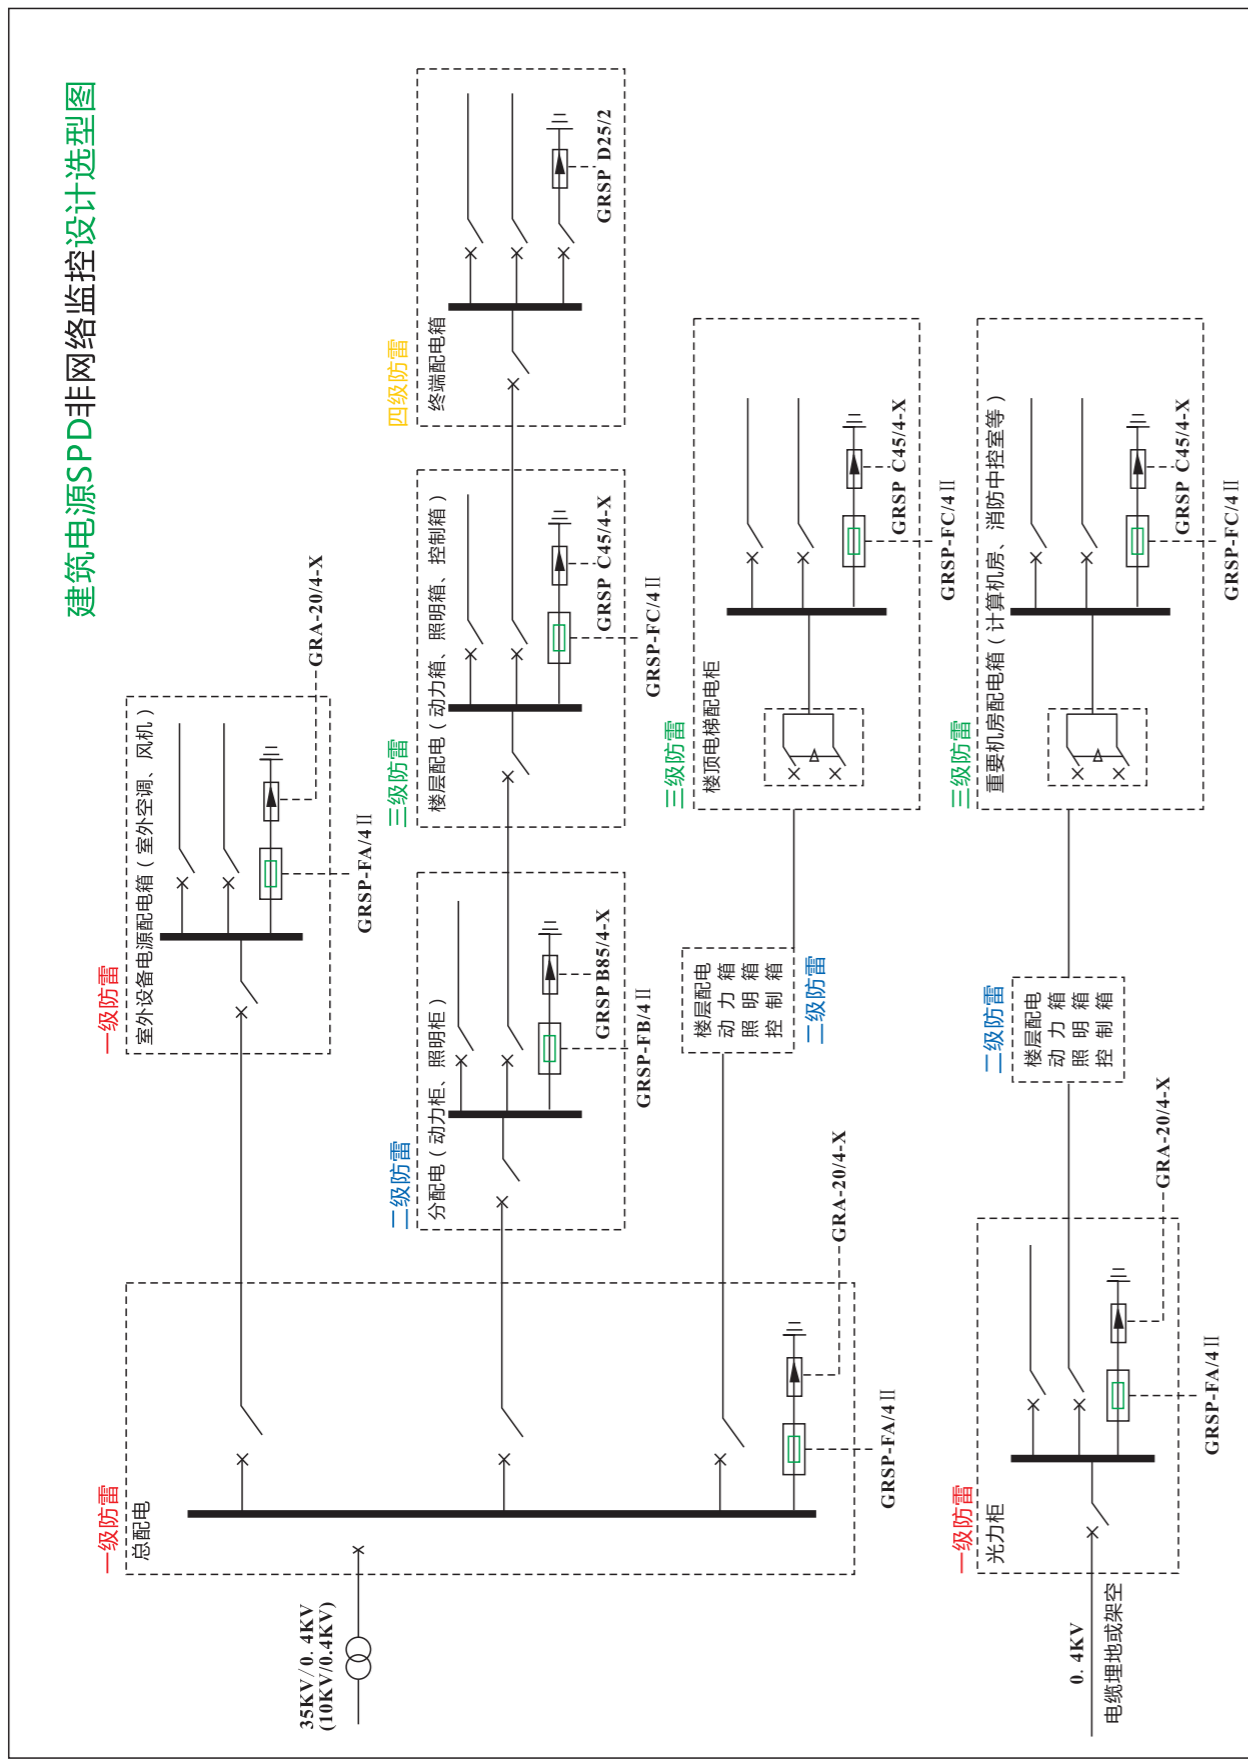 建筑电源SPD非网络监控设计选型图
35KV/0.4KV
(10KV/0.4KV)
一级防雷
总配电
GRSP-FA/4Ⅱ
GRA-20/4-X
一级防雷
室外设备电源配电箱（室外空调、风机）
GRSP-FA/4Ⅱ
GRA-20/4-X
二级防雷
分配电（动力柜、照明柜）
GRSP-FB/4Ⅱ
GRSP B85/4-X
三级防雷
楼层配电（动力箱、照明箱、控制箱）
GRSP-FC/4Ⅱ
GRSP C45/4-X
四级防雷
终端配电箱
GRSP D25/2
楼层配电
动力箱
照明箱
控制箱
二级防雷
三级防雷
楼顶电梯配电柜
GRSP C45/4-X
GRSP-FC/4Ⅱ
0.4KV
电缆埋地或架空
一级防雷
光力柜
GRSP-FA/4Ⅱ
GRA-20/4-X
二级防雷
楼层配电
动力箱
照明箱
控制箱
三级防雷
重要机房配电箱（计算机房、消防中控室等）
GRSP C45/4-X
GRSP-FC/4Ⅱ